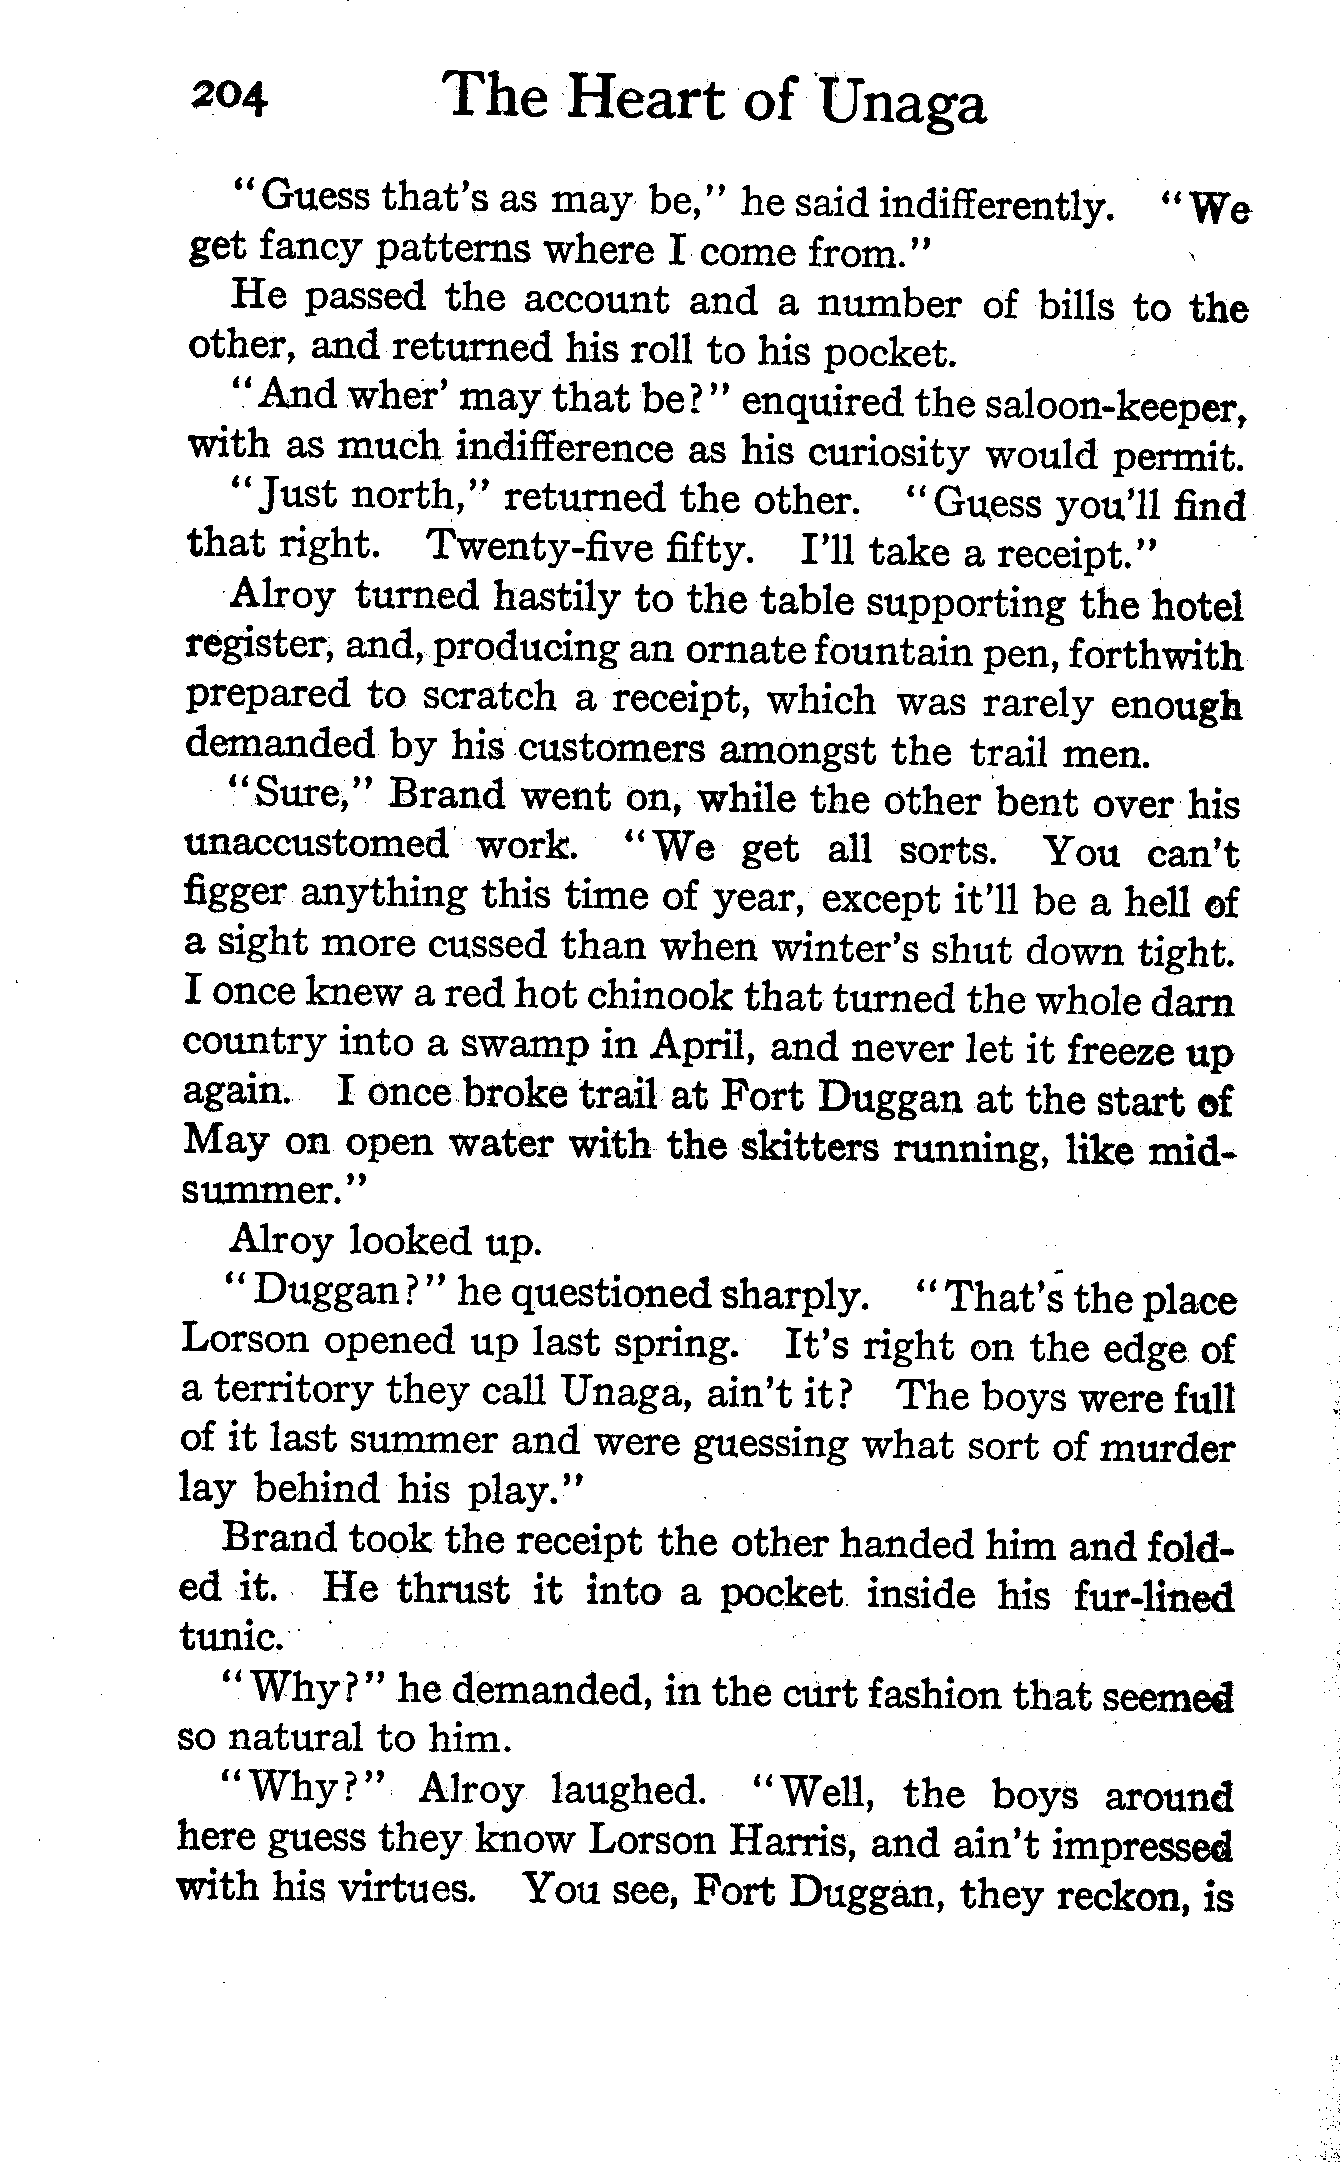 204 The Heart of Unaga
"Guess that's as may be," he said indifferently. "We
get fancy patterns where I come from."
He passed the account and a number of bills to the
other, and returned his roll to his pocket.
"And wher' may that be?" enquired the saloon-keeper,
with as much indifference as his curiosity would permit.
"Just north," returned the other. "Guess you'll find
that right. Twenty-five fifty. I'll take a receipt."
Alroy turned hastily to the table supporting the hotel
register, and, producing an ornate fountain pen, forthwith
prepared to scratch a receipt, which was rarely enough
demanded by his customers amongst the trail men.
"Sure," Brand went on, while the other bent over his
unaccustomed work. "We get all sorts. You can't
figger anything this time of year, except it'll be a hell of
a sight more cussed than when winter's shut down tight.
I once knew a red hot chinook that turned the whole darn
country into a swamp in April, and never let it freeze up
again. I once broke trail at Fort Duggan at the start of
May on open water with the skitters running, like mid-
summer."
Alroy looked up.
"Duggan?" he questioned sharply. "That's the place
Lorson opened up last spring. It's right on the edge of
a territory they call Unaga, ain't it? The boys were full
of it last summer and were guessing what sort of murder
lay behind his play."
Brand took the receipt the other handed him and fold-
ed it. He thrust it into a pocket inside his fur-lined
tunic.
"Why?" he demanded, in the curt fashion that seemed
so natural to him.
"Why?" Alroy laughed. "Well, the boys around
here guess they know Lorson Harris, and ain't impressed
with his virtues. You see, Fort Duggan, they reckon, is